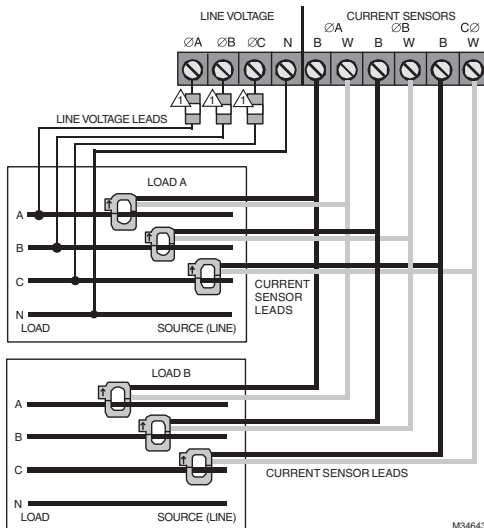 LINE VOLTAGE
CURRENT SENSORS
ØA
ØB
CØ
ØA
ØB
ØC
N
B
W
B
W
B
W
1
1
1
LINE VOLTAGE LEADS
LOAD A
A
B
C
N
CURRENT
SENSOR
LEADS
LOAD
SOURCE (LINE)
LOAD B
A
B
C
CURRENT SENSOR LEADS
N
LOAD
SOURCE (LINE)
M34643